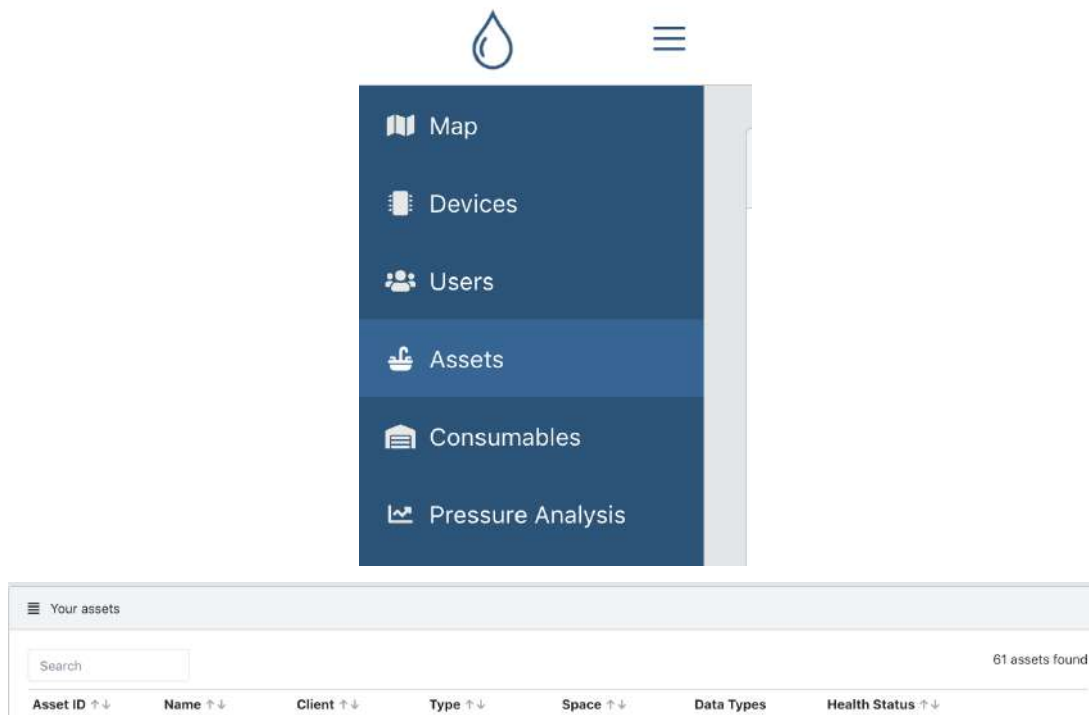 Map
Devices
Users
Assets
Consumables
Pressure Analysis
Your assets
Search
61 assets found
Asset ID ↑↓ Name ↑↓ Client ↑↓ Type ↑↓ Space ↑↓ Data Types Health Status ↑↓